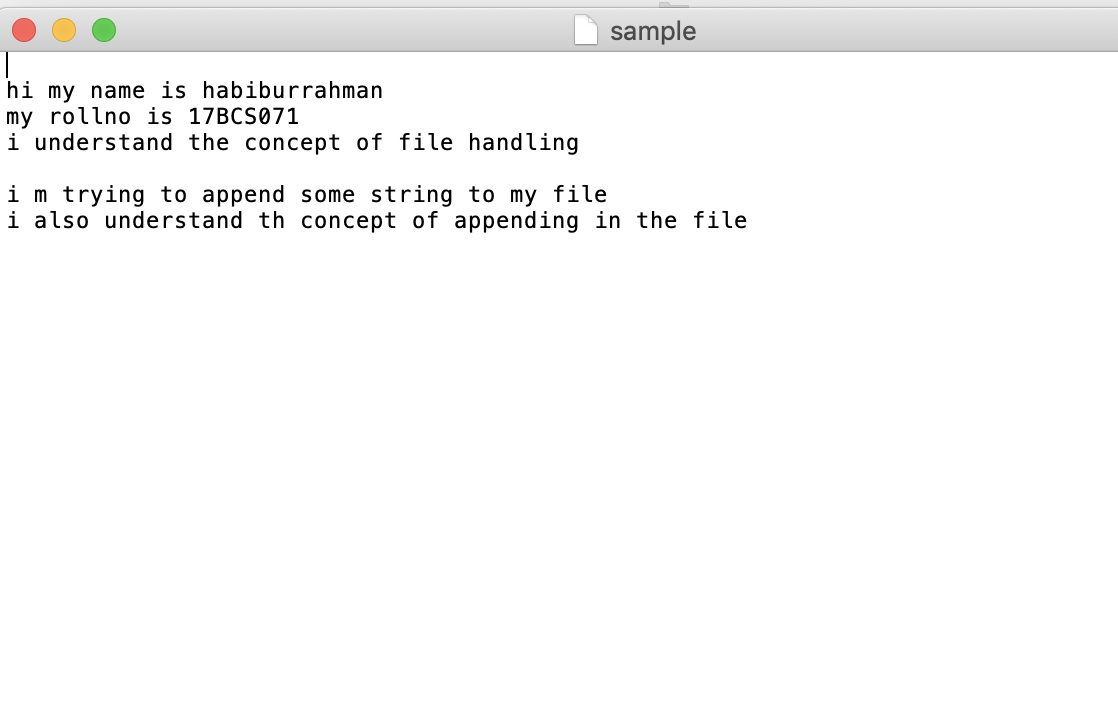 sample
hi my name is habiburrahman
my rollno is 17BCS071
i understand the concept of file handling
i m trying to append some string to my file
i also understand th concept of appending in the file